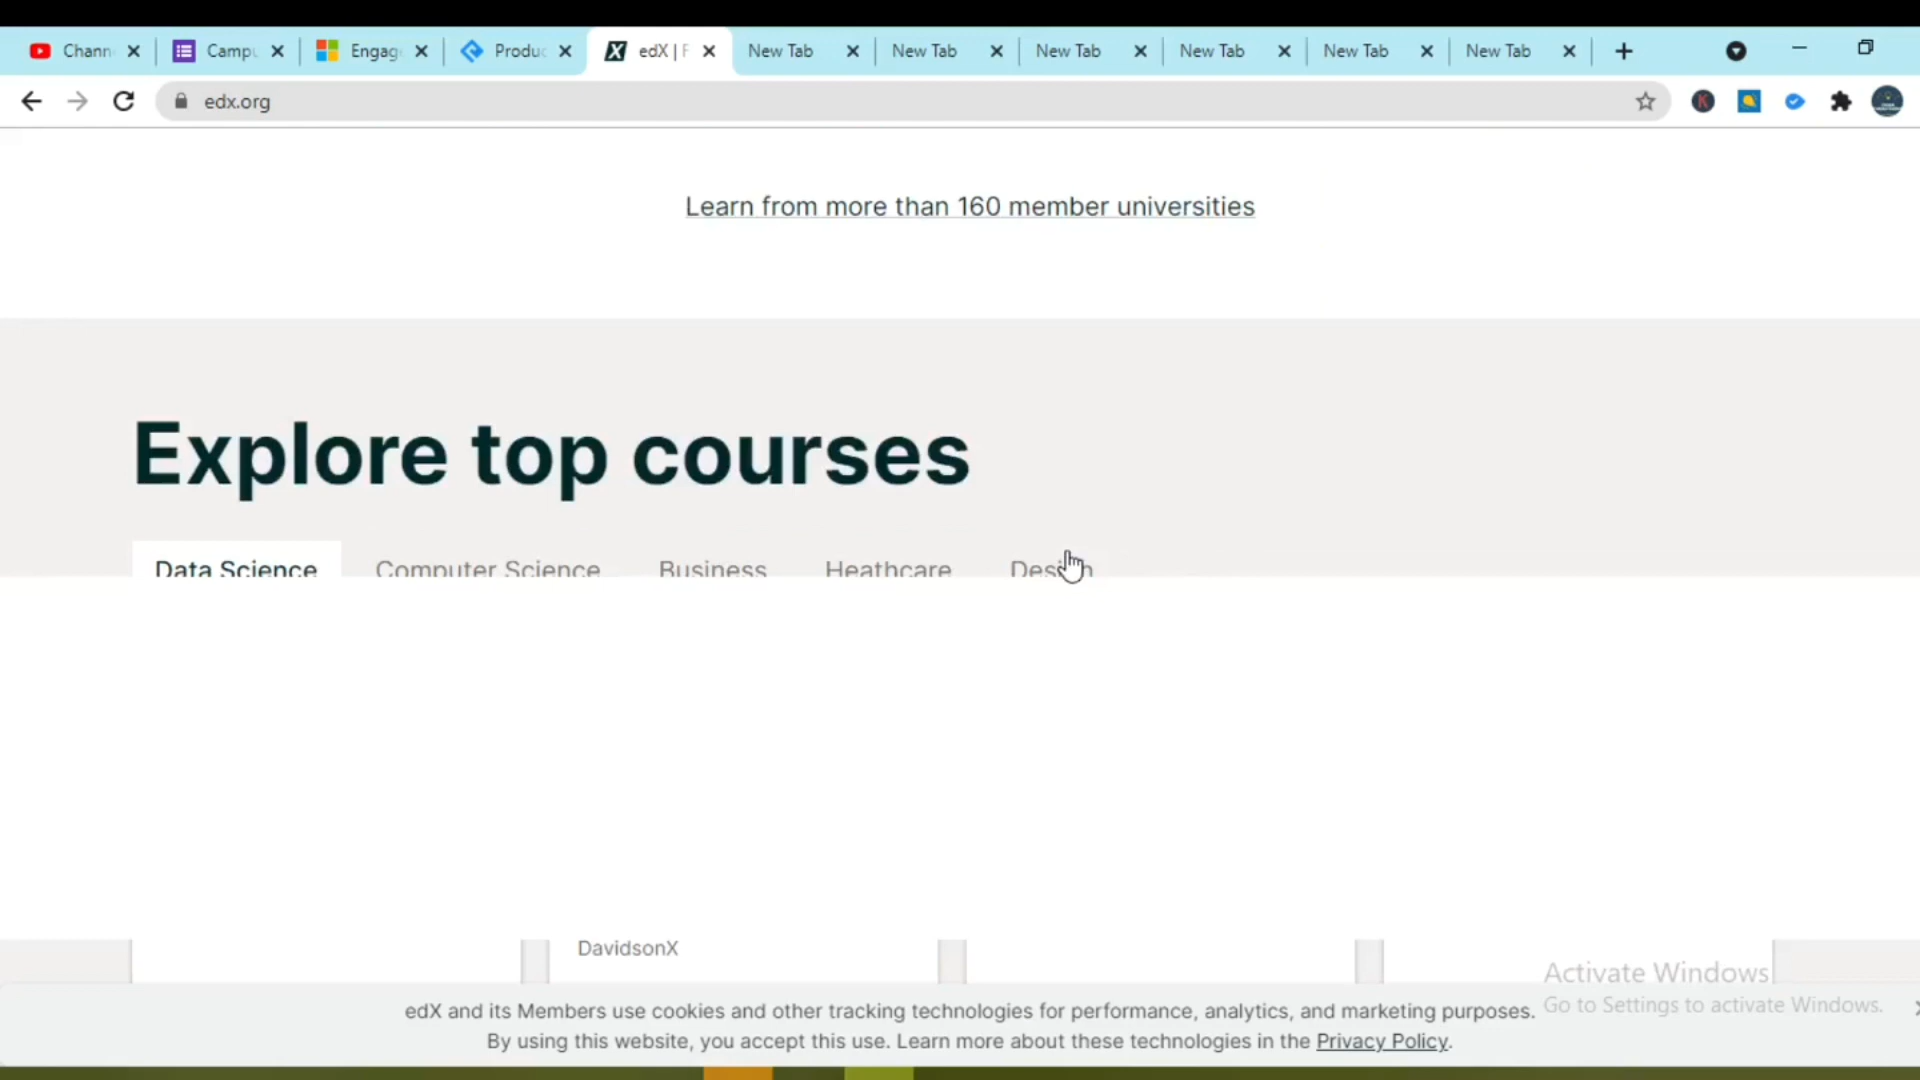 Chann
Campu
Engag
Produc
edX | F
New Tab
New Tab
New Tab
New Tab
New Tab
New Tab
edx.org
Learn from more than 160 member universities
Explore top courses
Data Science
Computer Science
Business
Heathcare
Design
DavidsonX
Activate Windows
Go to Settings to activate Windows.
edX and its Members use cookies and other tracking technologies for performance, analytics, and marketing purposes.
By using this website, you accept this use. Learn more about these technologies in the Privacy Policy.